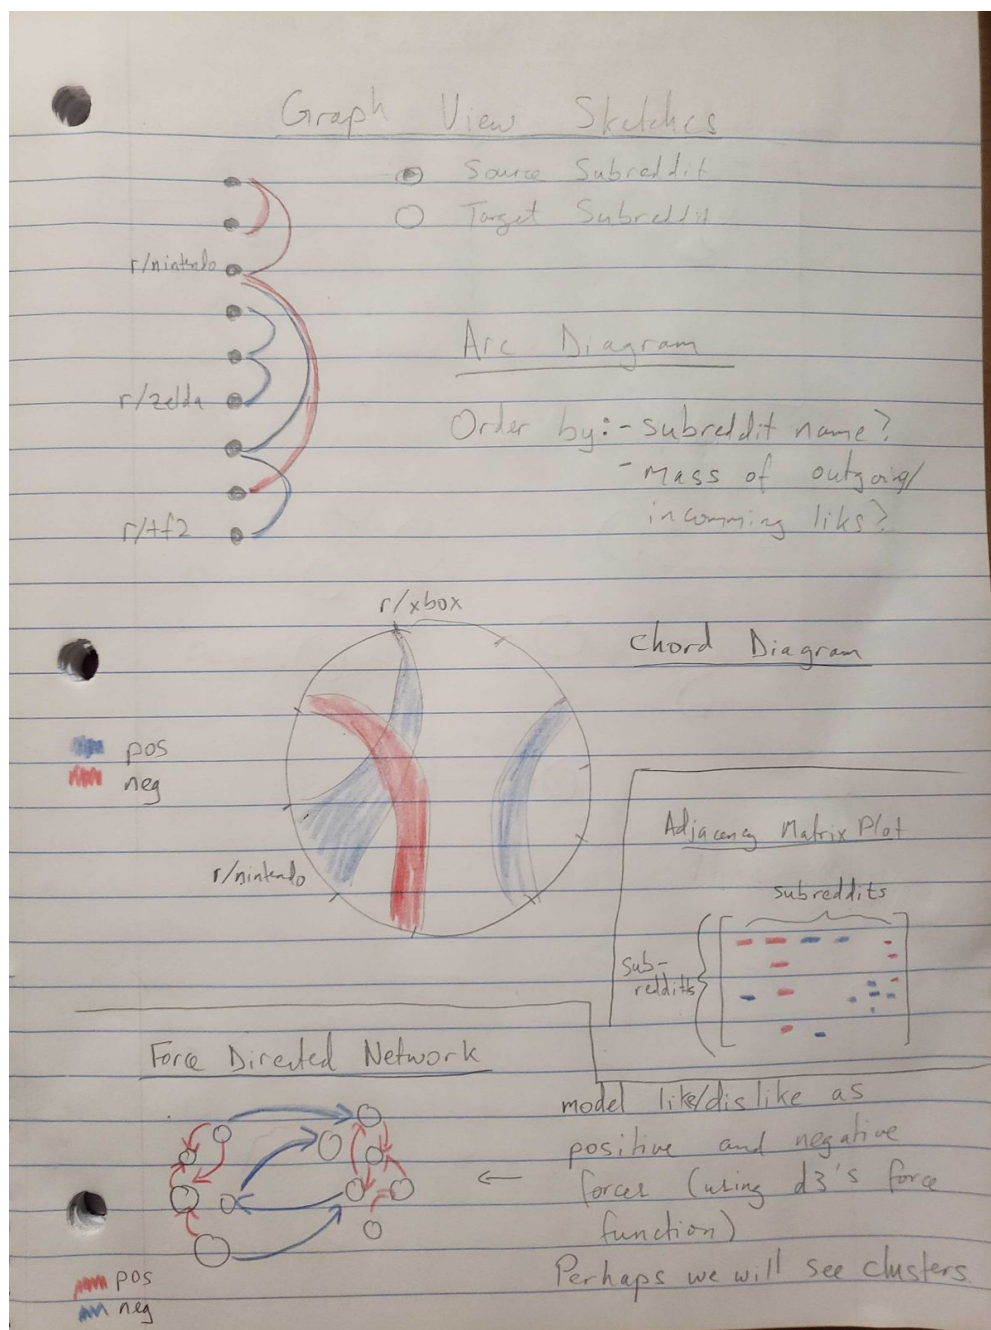 Graph View Sketches
Source Subreddit
Target Subreddit
r/nintendo
Arc Diagram
r/zelda
Order by:- subreddit name?
- mass of outgoing/
incomming liks?
r/tf2
r/xbox
Chord Diagram
pos
neg
r/nintendo
Adjacency Matrix Plot
subreddits
sub-
reddits
Force Directed Network
model like/dislike as
positive and negative
forces (using d3's force
function)
Perhaps we will see clusters.
pos
neg